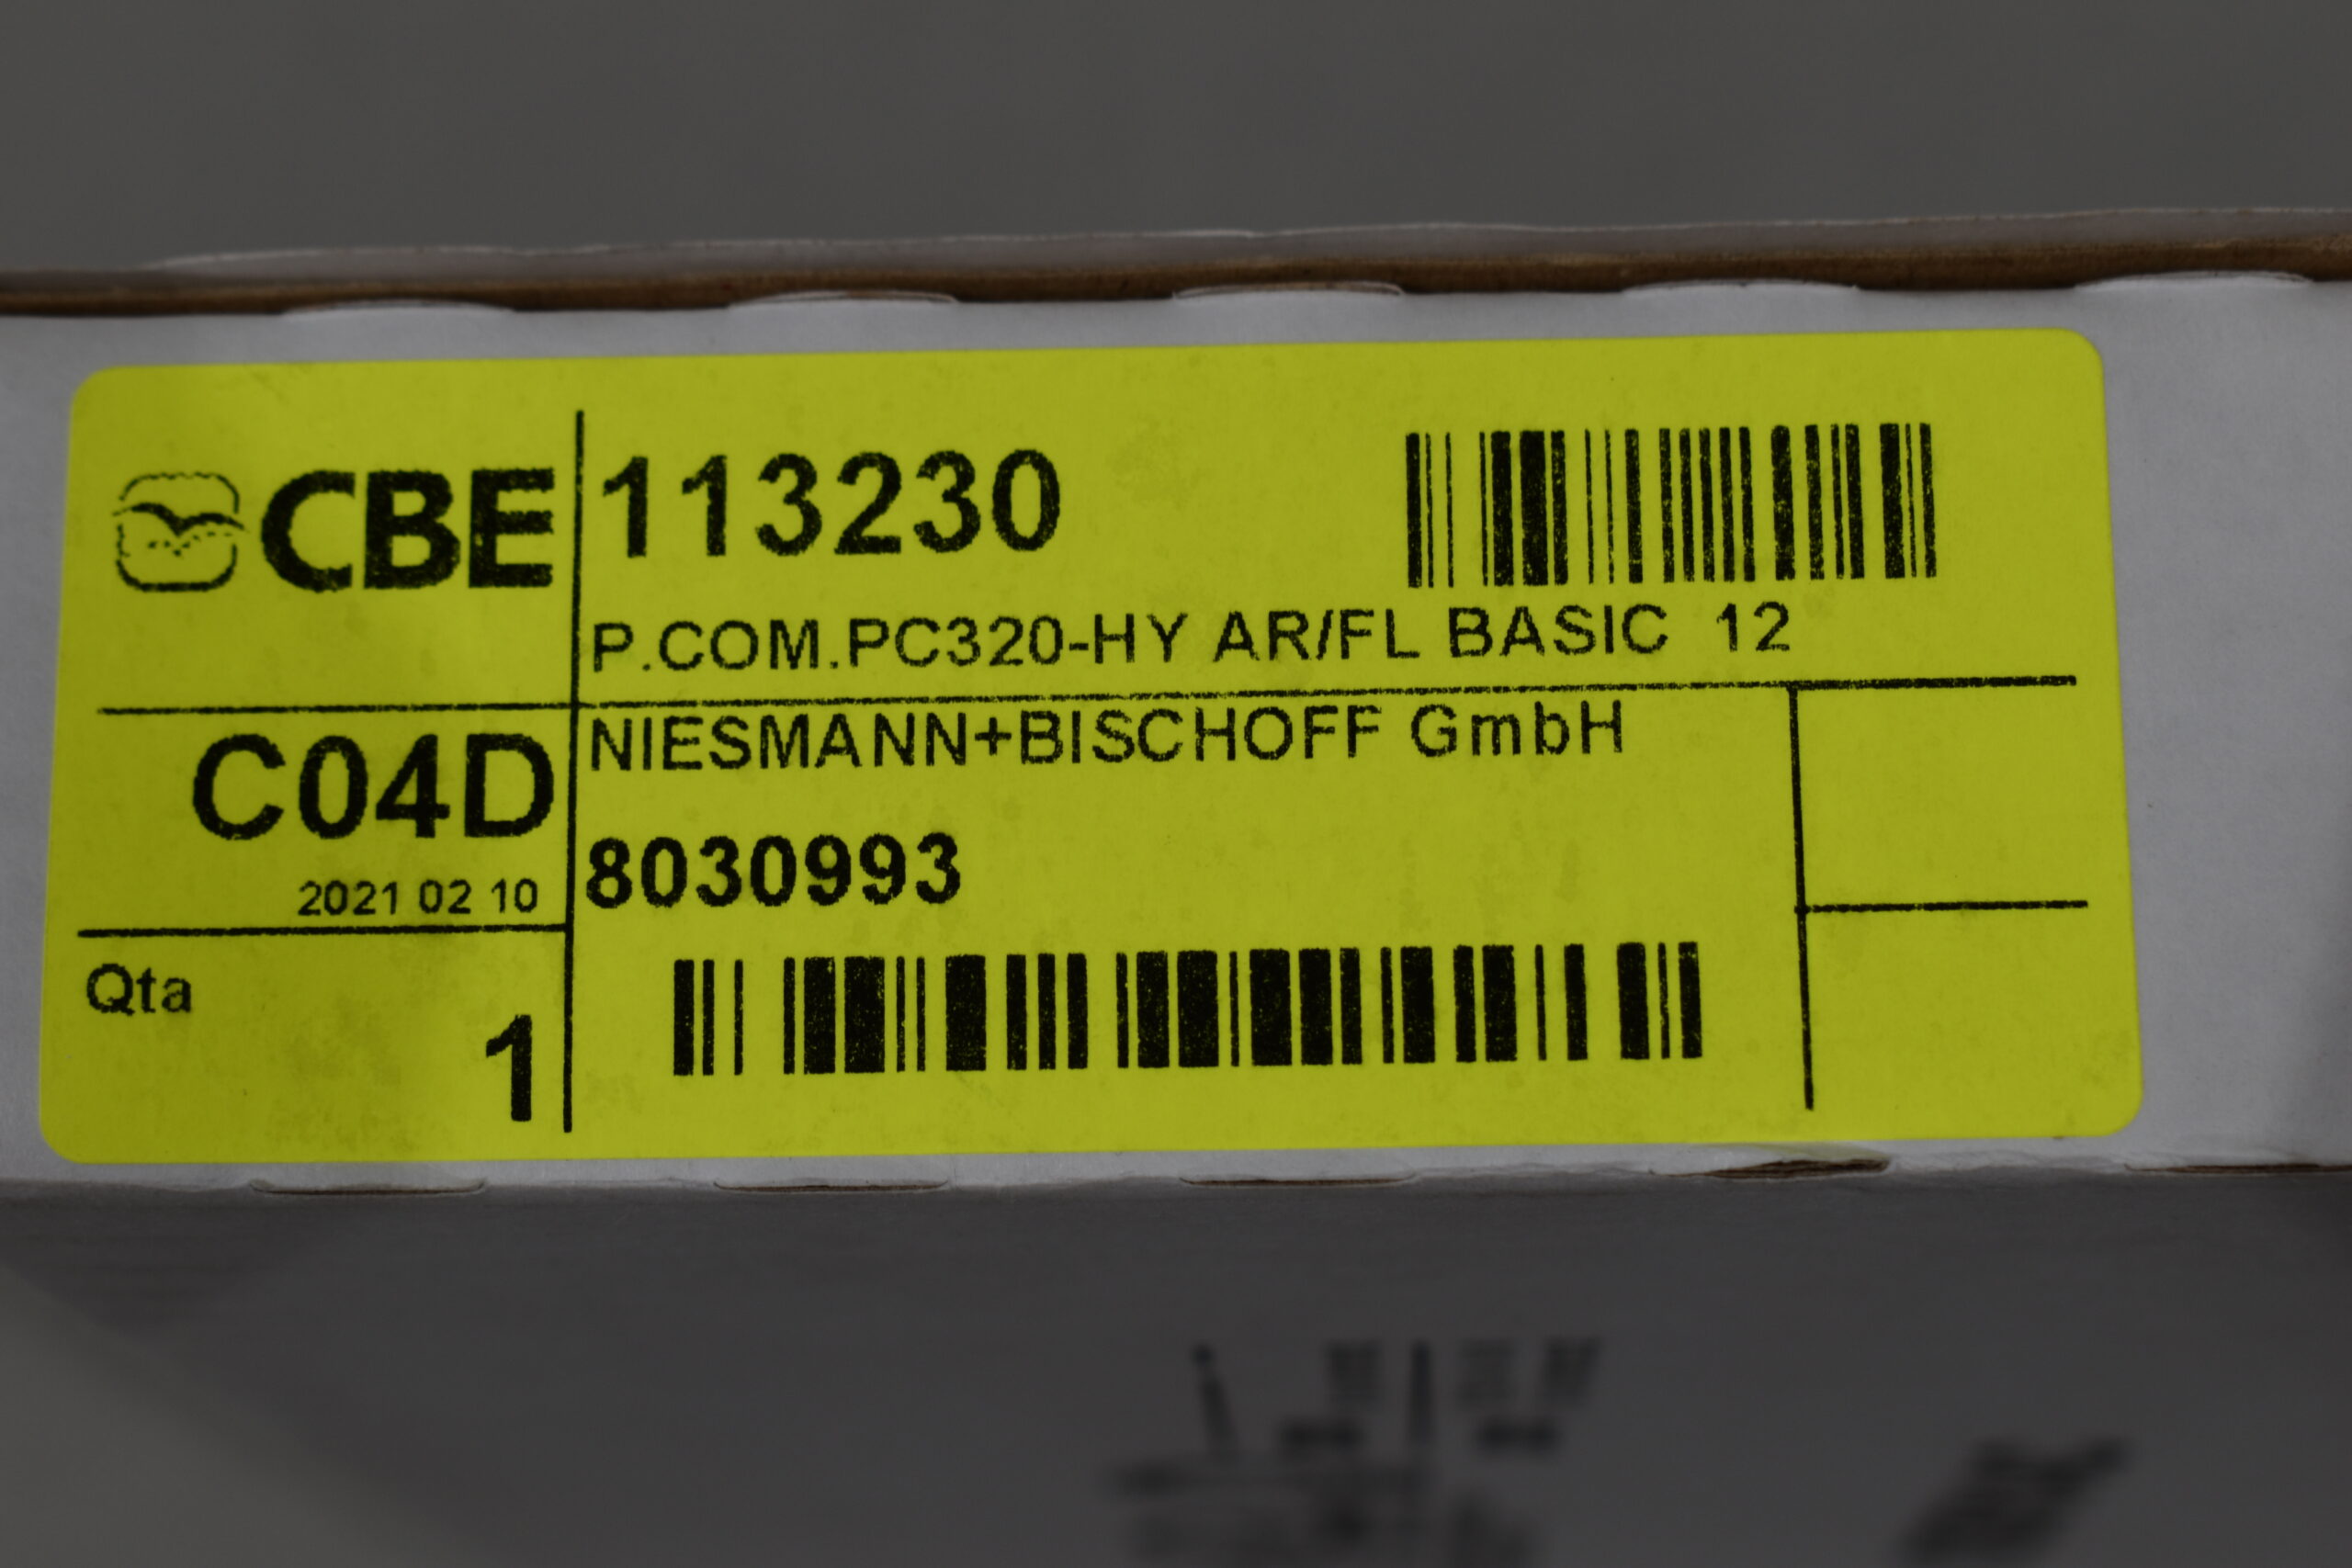 CBE
113230
P.COM.PC320-HY AR/FL BASIC 12
NIESMANN+BISCHOFF GmbH
C04D
2021 02 10
8030993
Qta
1